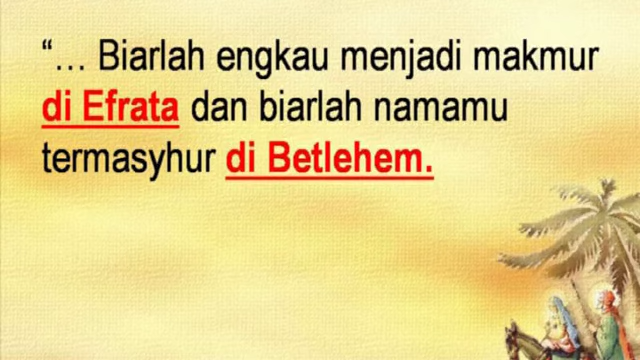 “… Biarlah engkau menjadi makmur
di Efrata dan biarlah namamu
termasyhur di Betlehem.